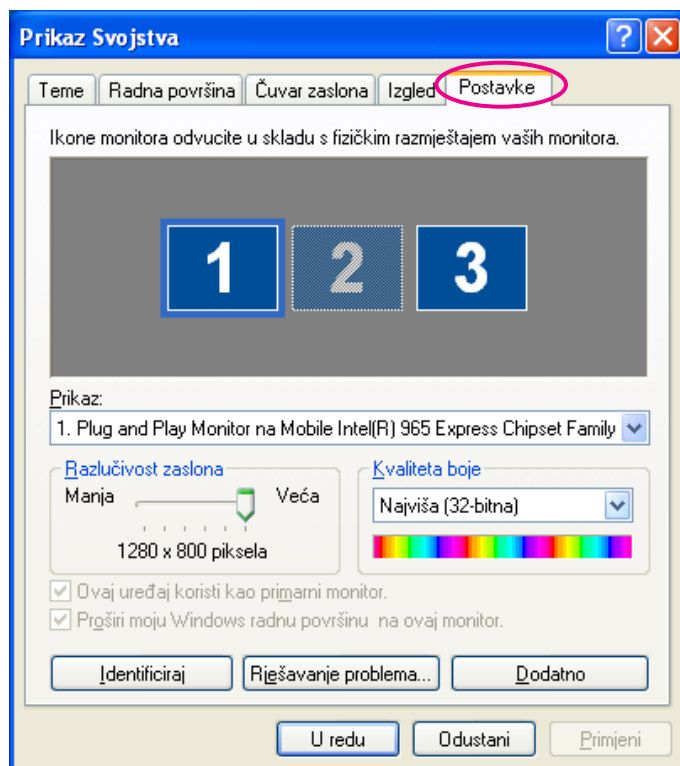 Prikaz Svojstva
Teme Radna površina Čuvar zaslona Izgled Postavke
Ikone monitora odvucite u skladu s fizičkim razmještajem vaših monitora.
1 2 3
Prikaz:
1. Plug and Play Monitor na Mobile Intel(R) 965 Express Chipset Family
Razlučivost zaslona
Manja Veća
1280 x 800 piksela
Kvaliteta boje
Najviša (32-bitna)
Ovaj uređaj koristi kao primarni monitor.
Proširi moju Windows radnu površinu na ovaj monitor.
Identificiraj Rješavanje problema... Dodatno
U redu Odustani Primjeni